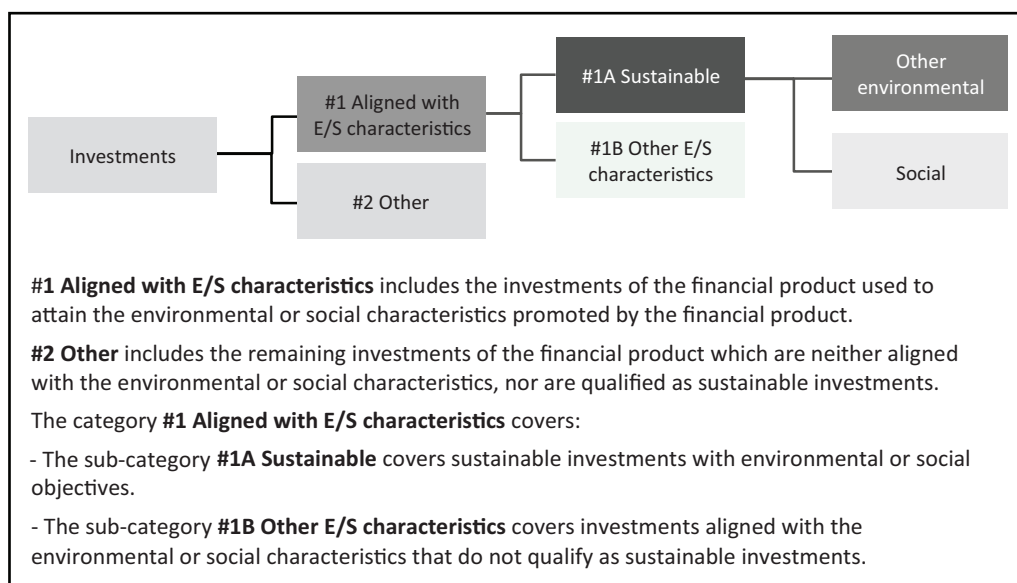 Investments
#1 Aligned with
E/S characteristics
#2 Other
#1A Sustainable
#1B Other E/S
characteristics
Other
environmental
Social
#1 Aligned with E/S characteristics includes the investments of the financial product used to
attain the environmental or social characteristics promoted by the financial product.
#2 Other includes the remaining investments of the financial product which are neither aligned
with the environmental or social characteristics, nor are qualified as sustainable investments.
The category #1 Aligned with E/S characteristics covers:
- The sub-category #1A Sustainable covers sustainable investments with environmental or social
objectives.
- The sub-category #1B Other E/S characteristics covers investments aligned with the
environmental or social characteristics that do not qualify as sustainable investments.